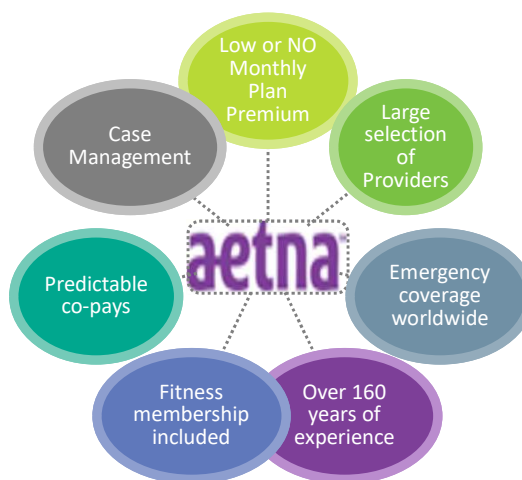 Low or NO
Monthly
Plan
Premium
Large
selection
of
Providers
Emergency
coverage
worldwide
Over 160
years of
experience
Fitness
membership
included
Predictable
co-pays
Case
Management
aetna